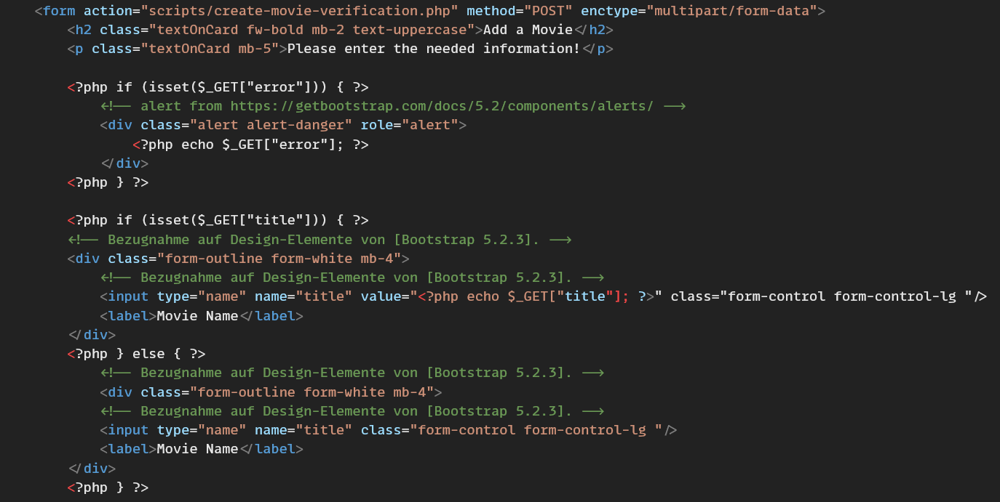 <form action="scripts/create-movie-verification.php" method="POST" enctype="multipart/form-data">
<h2 class="textOnCard fw-bold mb-2 text-uppercase">Add a Movie</h2>
<p class="textOnCard mb-5">Please enter the needed information!</p>
<?php if (isset($_GET["error"])) { ?>
<!-- alert from https://getbootstrap.com/docs/5.2/components/alerts/ -->
<div class="alert alert-danger" role="alert">
<?php echo $_GET["error"]; ?>
</div>
<?php } ?>
<?php if (isset($_GET["title"])) { ?>
<!-- Bezugnahme auf Design-Elemente von [Bootstrap 5.2.3]. -->
<div class="form-outline form-white mb-4">
<!-- Bezugnahme auf Design-Elemente von [Bootstrap 5.2.3]. -->
<input type="name" name="title" value="<?php echo $_GET["title"]; ?>" class="form-control form-control-lg "/>
<label>Movie Name</label>
</div>
<?php } else { ?>
<!-- Bezugnahme auf Design-Elemente von [Bootstrap 5.2.3]. -->
<div class="form-outline form-white mb-4">
<!-- Bezugnahme auf Design-Elemente von [Bootstrap 5.2.3]. -->
<input type="name" name="title" class="form-control form-control-lg "/>
<label>Movie Name</label>
</div>
<?php } ?>